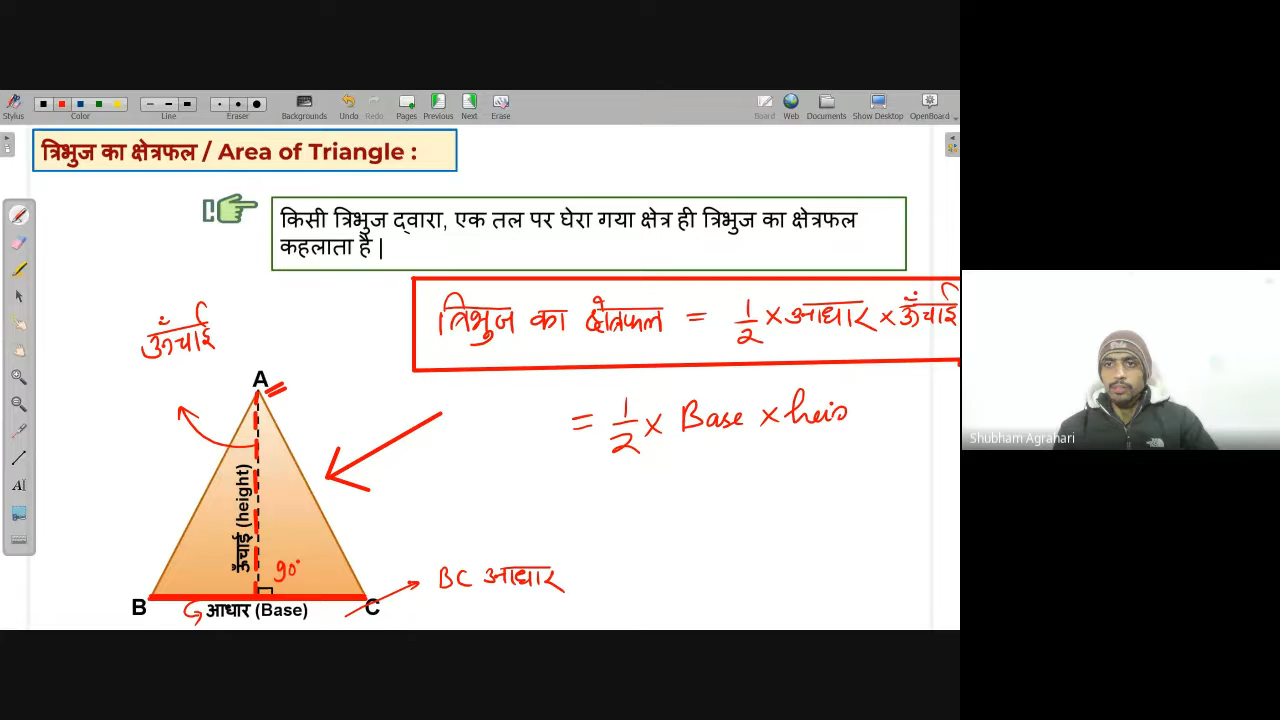 Stylus
Color
Line
Eraser
Backgrounds
Undo
Redo
Pages
Previous
Next
Erase
Board
Web
Documents
Show Desktop
OpenBoard
त्रिभुज का क्षेत्रफल / Area of Triangle :
किसी त्रिभुज द्वारा, एक तल पर घेरा गया क्षेत्र ही त्रिभुज का क्षेत्रफल
कहलाता है |
त्रिभुज का क्षेत्रफल = 1/2 × आधार × ऊँचाई
= 1/2 × Base × heig
ऊँचाई
A
ऊँचाई (height)
90°
B
आधार (Base)
C
BC आधार
Shubham Agrahari